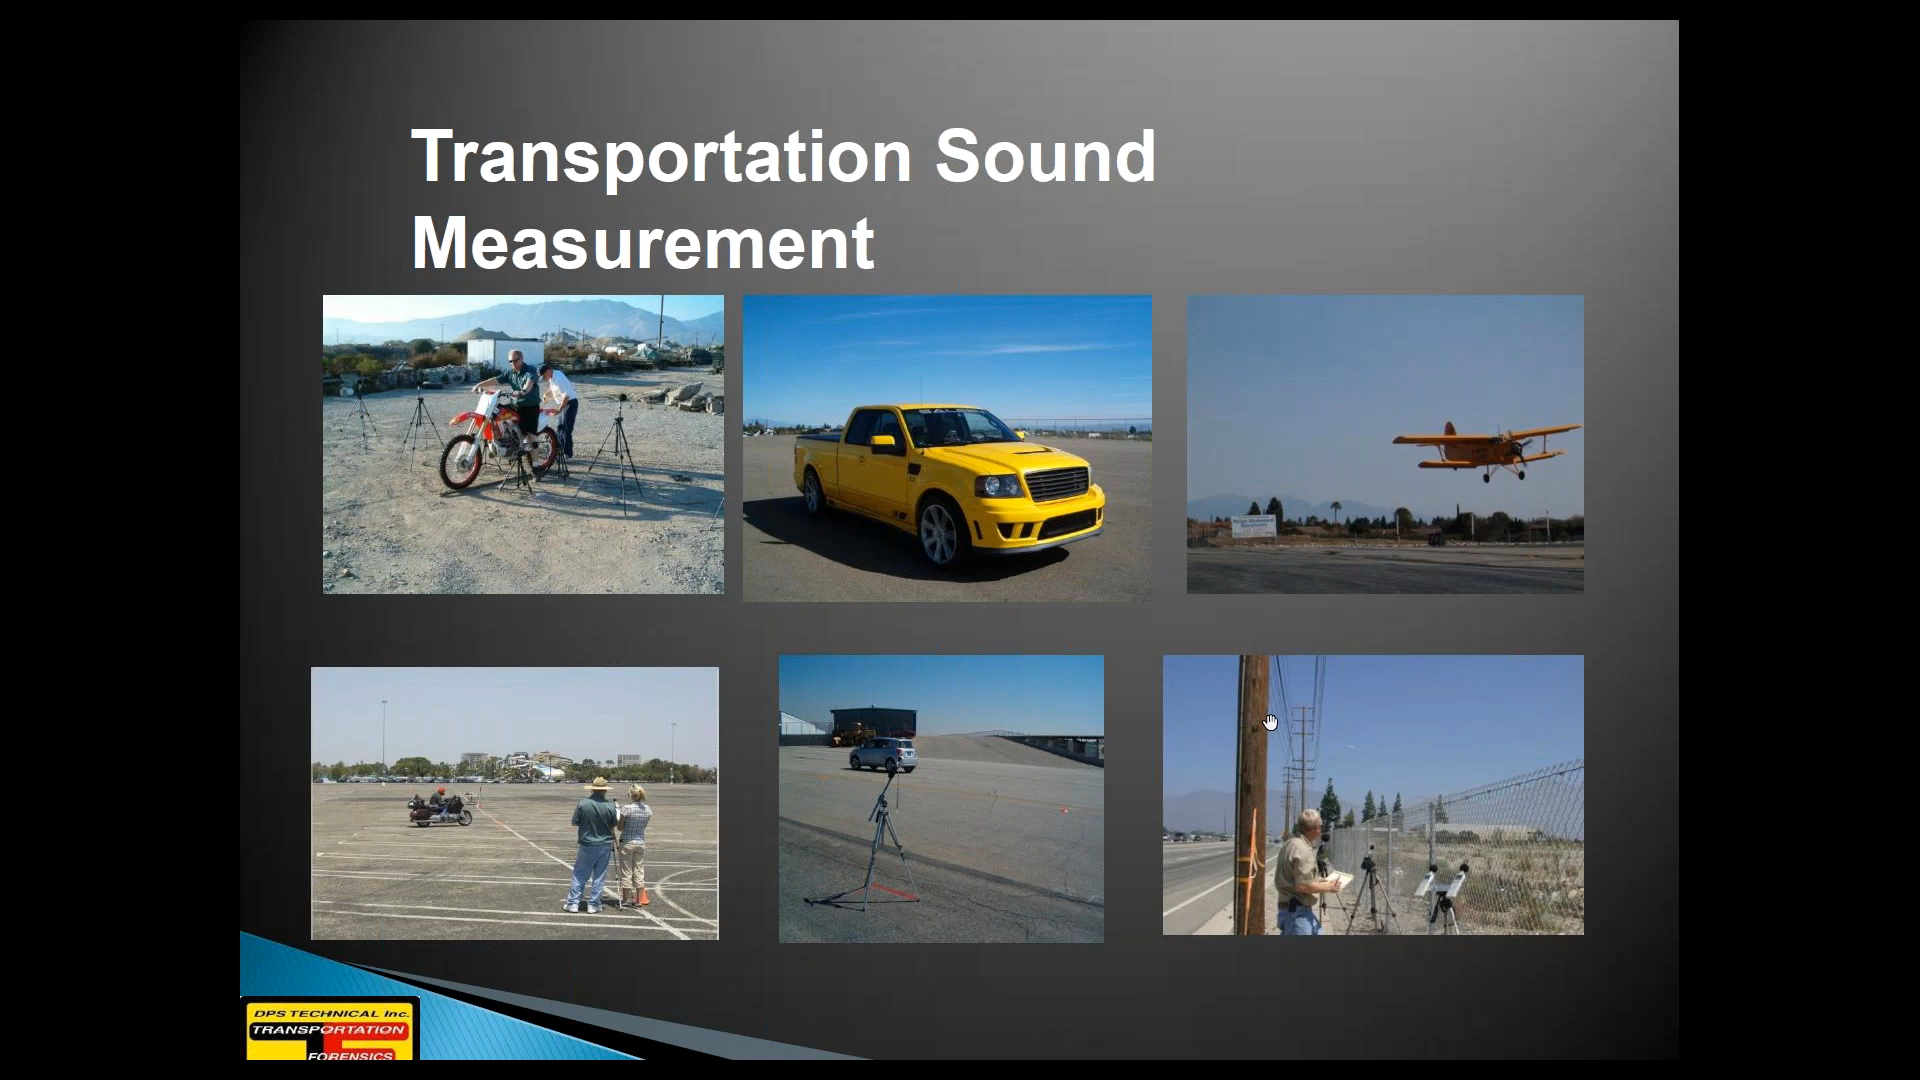 Transportation Sound
Measurement
DPS TECHNICAL Inc.
TRANSPORTATION
FORENSICS